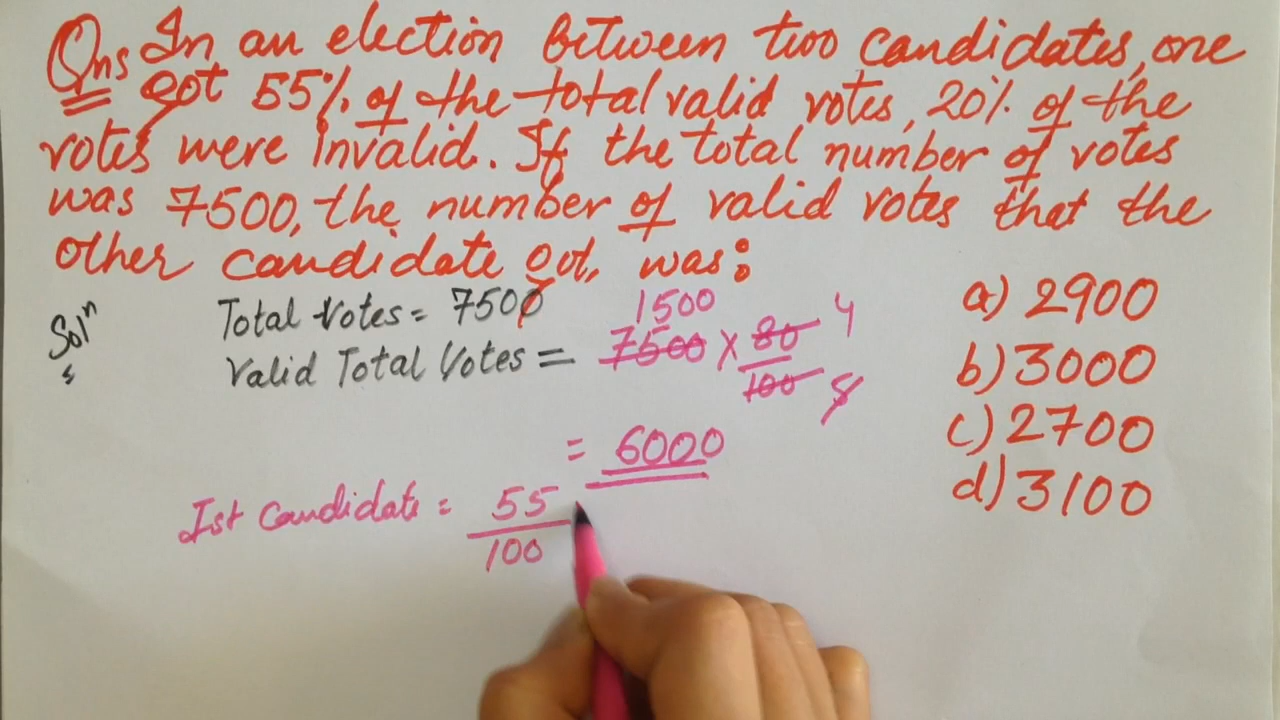 Qns In an election between two candidates, one
got 55% of the total valid votes, 20% of the
votes were invalid. If the total number of votes
was 7500, the number of valid votes that the
other candidate got, was:
a) 2900
b) 3000
c) 2700
d) 3100
Solⁿ
Total Votes = 7500
1500 4
Valid Total Votes = 7500 × 80/100 5
= 6000
Ist Candidate = 55/100